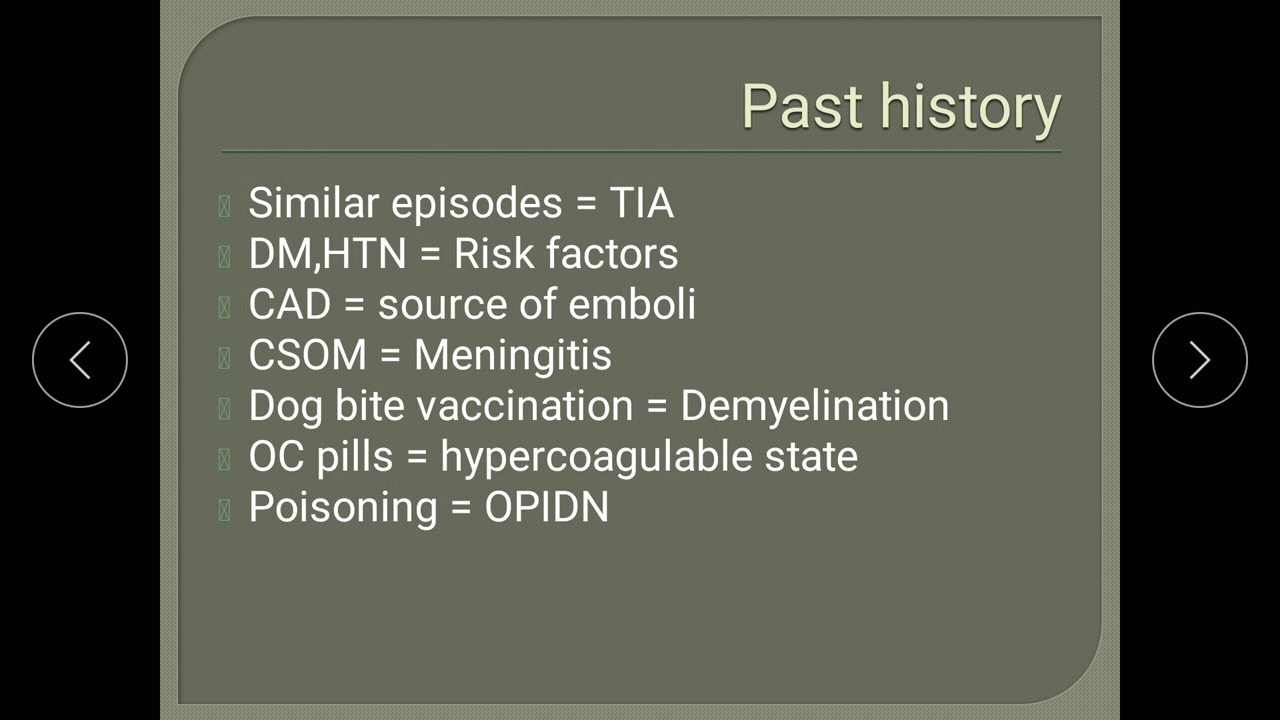 Past history
Similar episodes = TIA
DM,HTN = Risk factors
CAD = source of emboli
CSOM = Meningitis
Dog bite vaccination = Demyelination
OC pills = hypercoagulable state
Poisoning = OPIDN